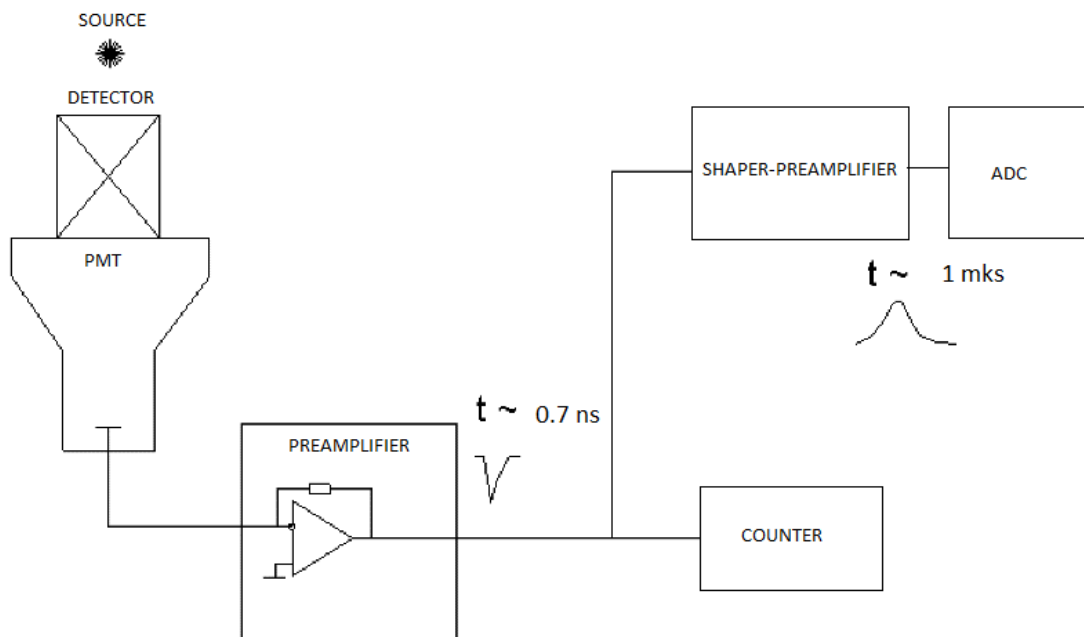 SOURCE
DETECTOR
PMT
PREAMPLIFIER
t ~ 0.7 ns
SHAPER-PREAMPLIFIER
ADC
t ~ 1 mks
COUNTER